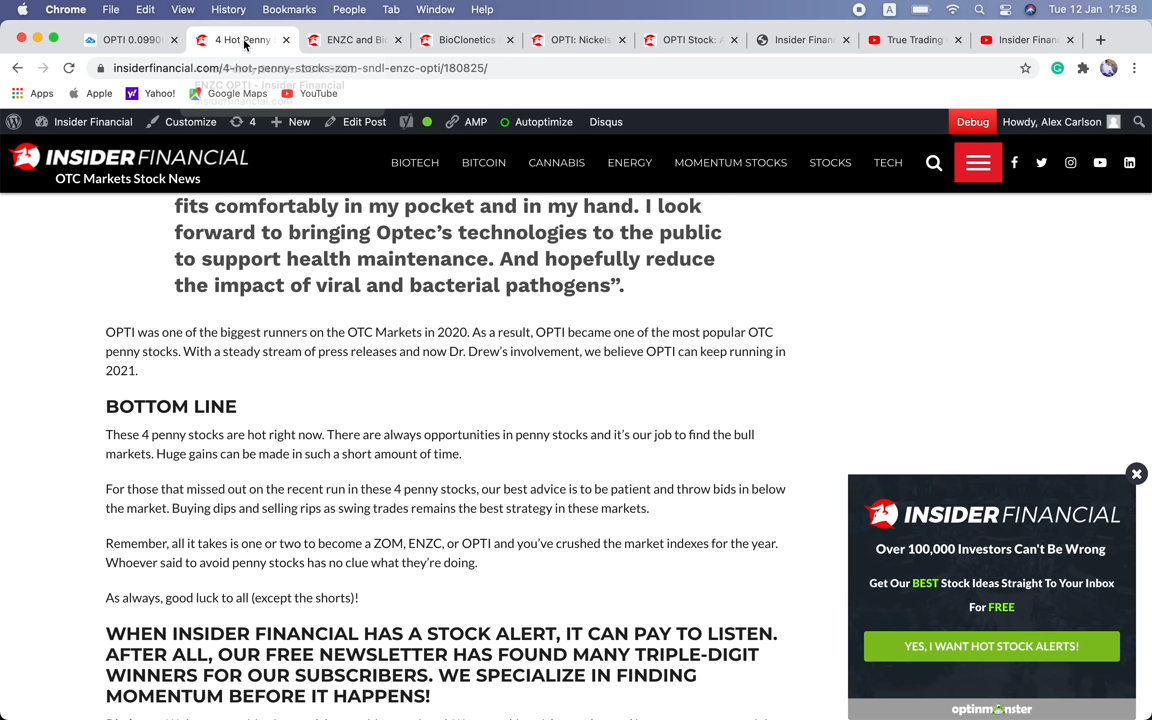 Chrome File Edit View History Bookmarks People Tab Window Help A Tue 12 Jan 17:58
OPTI 0.0990 4 Hot Penny ENZC and Bio BioClonetics OPTI: Nickels OPTI Stock: A Insider Finan True Trading Insider Finan
insiderfinancial.com/4-hot-penny-stocks-zom-sndl-enzc-opti/180825/
ENZC OPTI - Insider Financial
insiderfinancial.com
Apps Apple Yahoo! Google Maps YouTube
Insider Financial Customize 4 New Edit Post AMP Autoptimize Disqus Debug Howdy, Alex Carlson
INSIDER FINANCIAL
OTC Markets Stock News
BIOTECH BITCOIN CANNABIS ENERGY MOMENTUM STOCKS STOCKS TECH
fits comfortably in my pocket and in my hand. I look
forward to bringing Optec’s technologies to the public
to support health maintenance. And hopefully reduce
the impact of viral and bacterial pathogens”.
OPTI was one of the biggest runners on the OTC Markets in 2020. As a result, OPTI became one of the most popular OTC
penny stocks. With a steady stream of press releases and now Dr. Drew’s involvement, we believe OPTI can keep running in
2021.
BOTTOM LINE
These 4 penny stocks are hot right now. There are always opportunities in penny stocks and it’s our job to find the bull
markets. Huge gains can be made in such a short amount of time.
For those that missed out on the recent run in these 4 penny stocks, our best advice is to be patient and throw bids in below
the market. Buying dips and selling rips as swing trades remains the best strategy in these markets.
Remember, all it takes is one or two to become a ZOM, ENZC, or OPTI and you’ve crushed the market indexes for the year.
Whoever said to avoid penny stocks has no clue what they’re doing.
As always, good luck to all (except the shorts)!
WHEN INSIDER FINANCIAL HAS A STOCK ALERT, IT CAN PAY TO LISTEN.
AFTER ALL, OUR FREE NEWSLETTER HAS FOUND MANY TRIPLE-DIGIT
WINNERS FOR OUR SUBSCRIBERS. WE SPECIALIZE IN FINDING
MOMENTUM BEFORE IT HAPPENS!
INSIDER FINANCIAL
Over 100,000 Investors Can't Be Wrong
Get Our BEST Stock Ideas Straight To Your Inbox
For FREE
YES, I WANT HOT STOCK ALERTS!
optinmonster